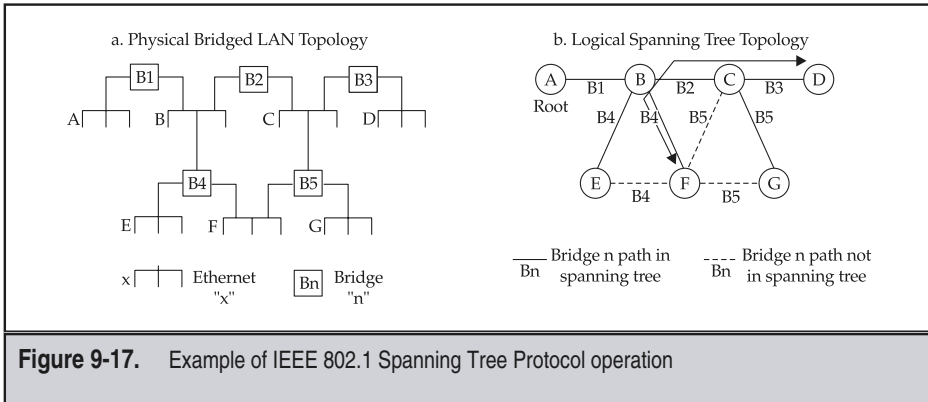 a. Physical Bridged LAN Topology
B1
B2
B3
A
B
C
D
B4
B5
E
F
G
x
Ethernet
"x"
Bn
Bridge
"n"
b. Logical Spanning Tree Topology
A
B
C
D
B1
B2
B3
Root
B4
B4
B5
B5
E
F
G
B4
B5
Bridge n path in
Bn
spanning tree
Bridge n path not
Bn
in spanning tree
Figure 9-17. Example of IEEE 802.1 Spanning Tree Protocol operation